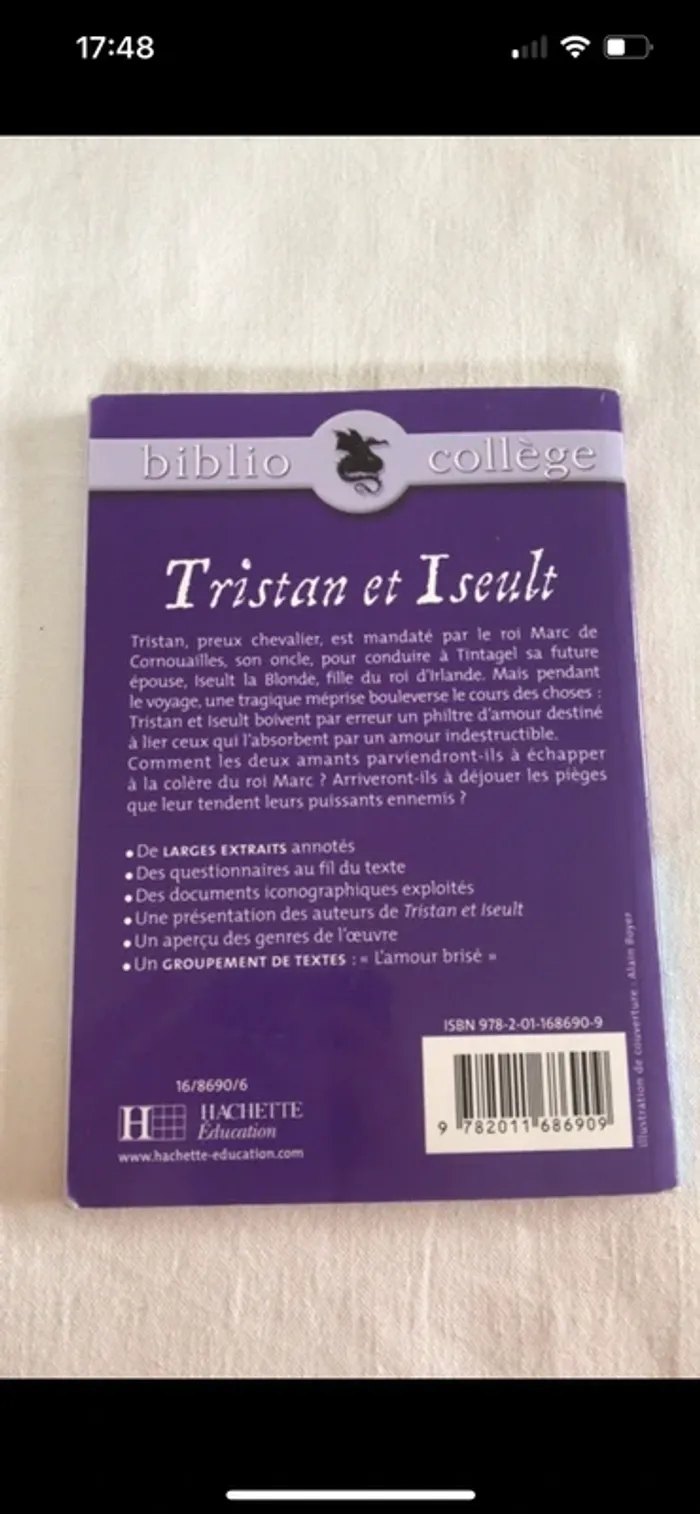 17:48
biblio collège
Tristan et Iseult
Tristan, preux chevalier, est mandaté par le roi Marc de
Cornouailles, son oncle, pour conduire à Tintagel sa future
épouse, Iseult la Blonde, fille du roi d'Irlande. Mais pendant
le voyage, une tragique méprise bouleverse le cours des choses :
Tristan et Iseult boivent par erreur un philtre d'amour destiné
à lier ceux qui l'absorbent par un amour indestructible.
Comment les deux amants parviendront-ils à échapper
à la colère du roi Marc ? Arriveront-ils à déjouer les pièges
que leur tendent leurs puissants ennemis ?
• De LARGES EXTRAITS annotés
• Des questionnaires au fil du texte
• Des documents iconographiques exploités
• Une présentation des auteurs de Tristan et Iseult
• Un aperçu des genres de l'œuvre
• Un GROUPEMENT DE TEXTES : « L'amour brisé »
Illustration de couverture : Alain Boyer
ISBN 978-2-01-168690-9
9 782011 686909
16/8690/6
H HACHETTE
Éducation
www.hachette-education.com